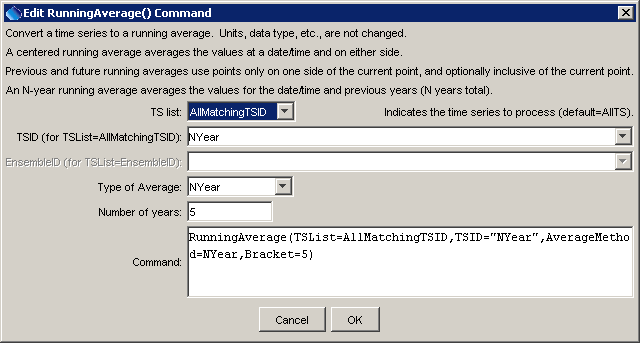 Edit RunningAverage() Command
Convert a time series to a running average. Units, data type, etc., are not changed.
A centered running average averages the values at a date/time and on either side.
Previous and future running averages use points only on one side of the current point, and optionally inclusive of the current point.
An N-year running average averages the values for the date/time and previous years (N years total).
TS list: AllMatchingTSID Indicates the time series to process (default=AllTS).
TSID (for TSList=AllMatchingTSID): NYear
EnsembleID (for TSList=EnsembleID):
Type of Average: NYear
Number of years: 5
Command: RunningAverage(TSList=AllMatchingTSID,TSID="NYear",AverageMetho
d=NYear,Bracket=5)
Cancel OK